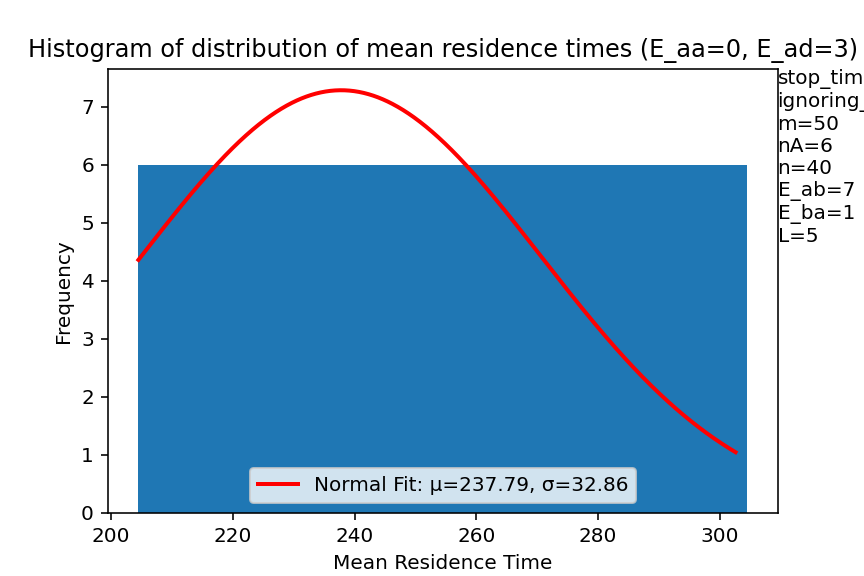 Histogram of distribution of mean residence times (E_aa=0, E_ad=3)
stop_tim
ignoring_
m=50
nA=6
n=40
E_ab=7
E_ba=1
L=5
Frequency
7
6
5
4
3
2
1
0
Normal Fit: μ=237.79, σ=32.86
200 220 240 260 280 300
Mean Residence Time